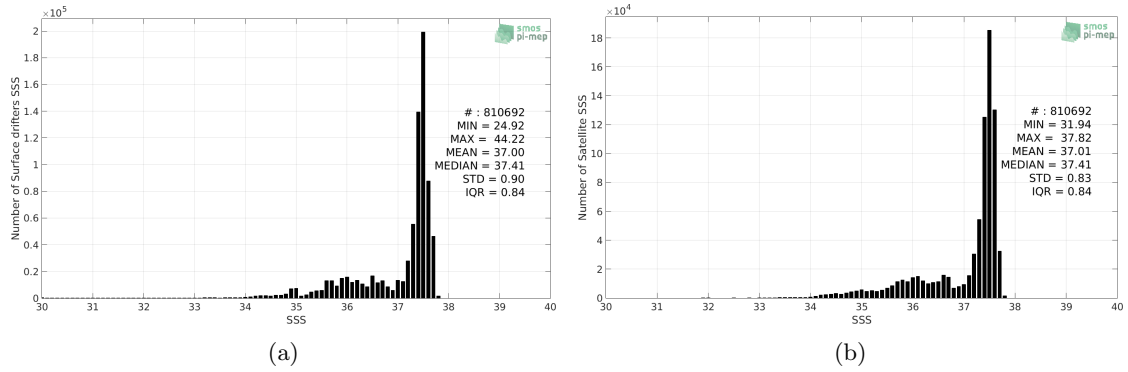 ×10⁵
2
1.8
1.6
1.4
1.2
1
0.8
0.6
0.4
0.2
0
Number of Surface drifters SSS
30 31 32 33 34 35 36 37 38 39 40
SSS
smos
pi-mep
# : 810692
MIN = 24.92
MAX = 44.22
MEAN = 37.00
MEDIAN = 37.41
STD = 0.90
IQR = 0.84
(a)
×10⁴
18
16
14
12
10
8
6
4
2
0
Number of Satellite SSS
30 31 32 33 34 35 36 37 38 39 40
SSS
smos
pi-mep
# : 810692
MIN = 31.94
MAX = 37.82
MEAN = 37.01
MEDIAN = 37.41
STD = 0.83
IQR = 0.84
(b)